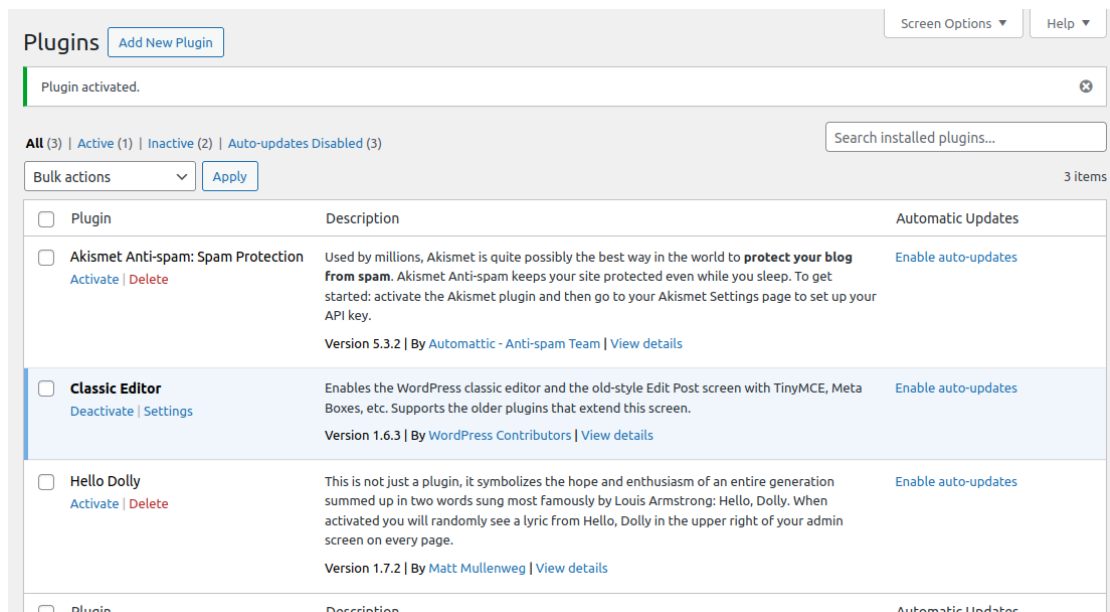 Screen Options ▼
Help ▼
Plugins
Add New Plugin
Plugin activated.
All (3) | Active (1) | Inactive (2) | Auto-updates Disabled (3)
Search installed plugins...
Bulk actions
Apply
3 items
Plugin
Description
Automatic Updates
Akismet Anti-spam: Spam Protection
Activate | Delete
Used by millions, Akismet is quite possibly the best way in the world to protect your blog
from spam. Akismet Anti-spam keeps your site protected even while you sleep. To get
started: activate the Akismet plugin and then go to your Akismet Settings page to set up your
API key.
Version 5.3.2 | By Automattic - Anti-spam Team | View details
Enable auto-updates
Classic Editor
Deactivate | Settings
Enables the WordPress classic editor and the old-style Edit Post screen with TinyMCE, Meta
Boxes, etc. Supports the older plugins that extend this screen.
Version 1.6.3 | By WordPress Contributors | View details
Enable auto-updates
Hello Dolly
Activate | Delete
This is not just a plugin, it symbolizes the hope and enthusiasm of an entire generation
summed up in two words sung most famously by Louis Armstrong: Hello, Dolly. When
activated you will randomly see a lyric from Hello, Dolly in the upper right of your admin
screen on every page.
Version 1.7.2 | By Matt Mullenweg | View details
Enable auto-updates
Plugin
Description
Automatic Updates